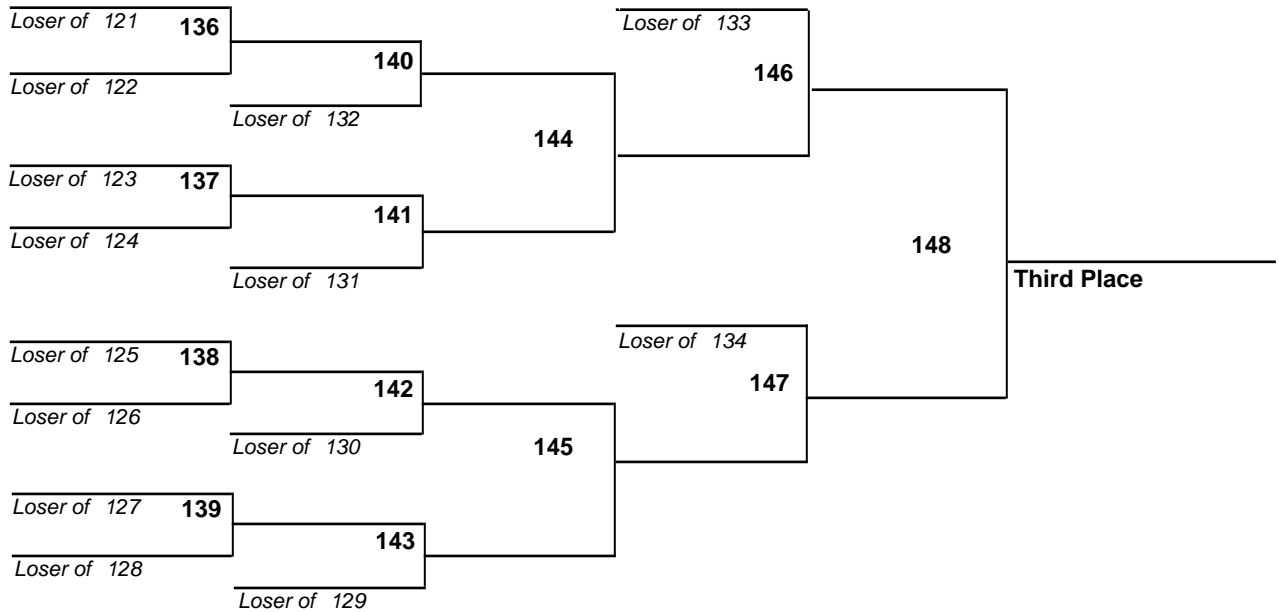 Loser of 121
136
Loser of 133
140
146
Loser of 122
Loser of 132
144
Loser of 123
137
141
Loser of 124
148
Loser of 131
Third Place
Loser of 134
Loser of 125
138
147
142
Loser of 126
Loser of 130
145
Loser of 127
139
143
Loser of 128
Loser of 129